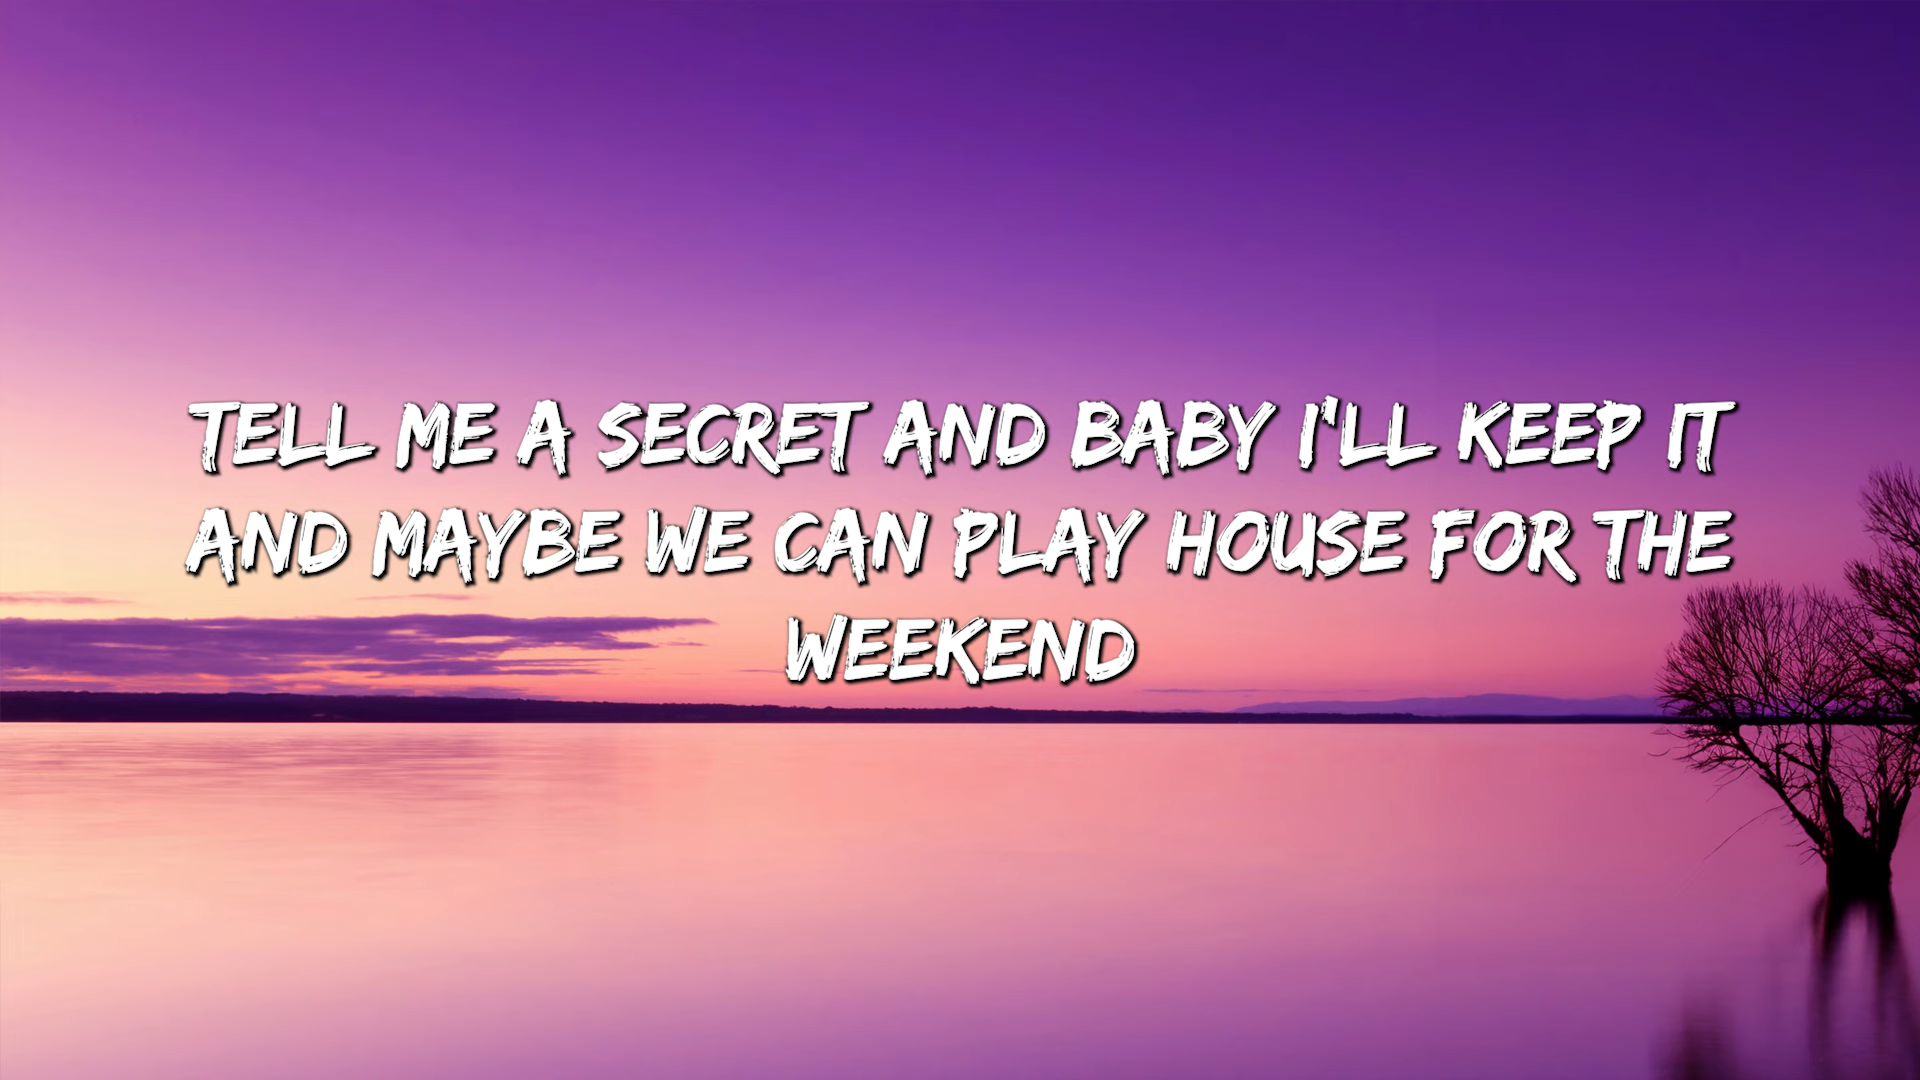 TELL ME A SECRET AND BABY I'LL KEEP IT
AND MAYBE WE CAN PLAY HOUSE FOR THE
WEEKEND